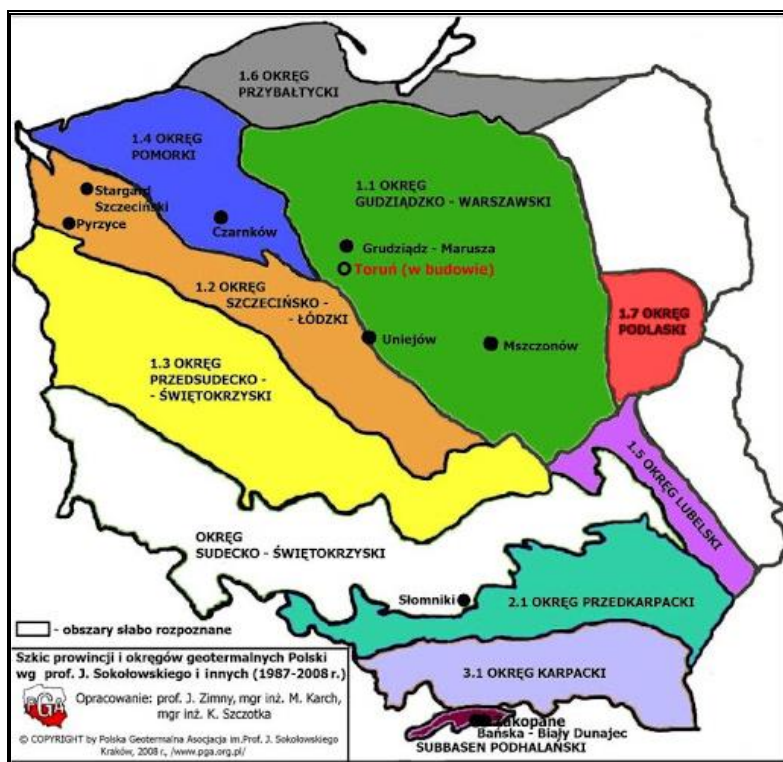 1.6 OKRĘG
PRZYBAŁTYCKI
1.4 OKRĘG
POMORKI
1.1 OKRĘG
GUDZIĄDZKO - WARSZAWSKI
Stargard
Szczeciński
Pyrzyce
Czarnków
Grudziądz - Marusza
Toruń (w budowie)
1.2 OKRĘG
SZCZECIŃSKO -
- ŁÓDZKI
1.7 OKRĘG
PODLASKI
Uniejów
Mszczonów
1.3 OKRĘG
PRZEDSUDECKO -
- ŚWIĘTOKRZYSKI
1.5 OKRĘG LUBELSKI
OKRĘG
SUDECKO - ŚWIĘTOKRZYSKI
Słomniki
2.1 OKRĘG PRZEDKARPACKI
- obszary słabo rozpoznane
3.1 OKRĘG KARPACKI
Zakopane
Bańska - Biały Dunajec
SUBBASEN PODHALAŃSKI
Szkic prowincji i okręgów geotermalnych Polski
wg prof. J. Sokołowskiego i innych (1987-2008 r.)
PGA
Opracowanie: prof. J. Zimny, mgr inż. M. Karch,
mgr inż. K. Szczotka
© COPYRIGHT by Polska Geotermalna Asocjacja im.Prof. J. Sokołowskiego
Kraków, 2008 r., /www.pga.org.pl/